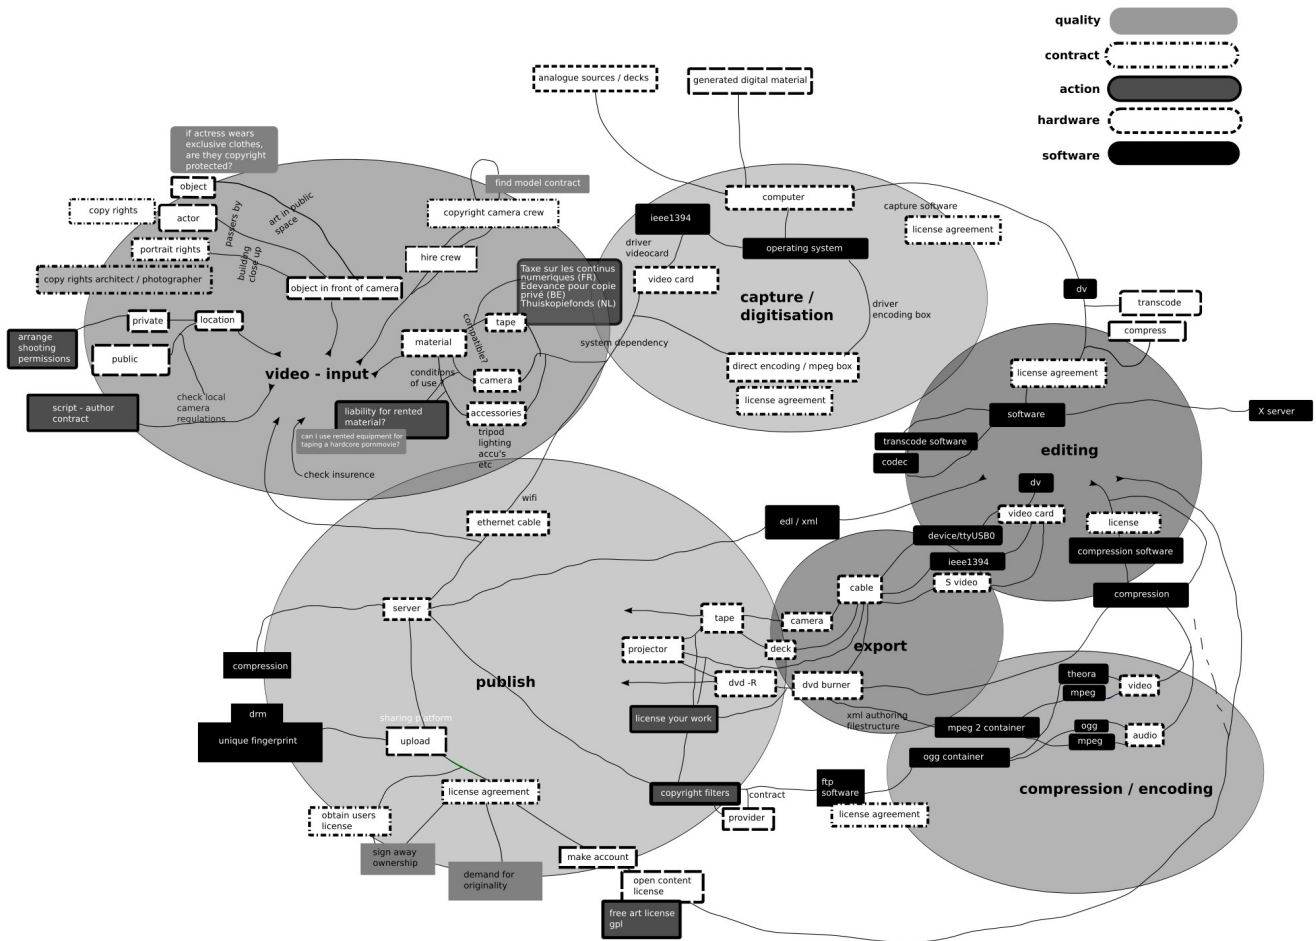 quality
contract
action
hardware
software
analogue sources / decks
generated digital material
if actress wears
exclusive clothes,
are they copyright
protected?
object
copy rights
actor
portrait rights
copy rights architect / photographer
passers by
art in public
space
building
close up
object in front of camera
find model contract
copyright camera crew
hire crew
Taxe sur les continus
numeriques (FR)
Edevance pour copie
privé (BE)
Thuiskopiefonds (NL)
private
location
arrange
shooting
permissions
public
video - input
material
tape
compatible?
conditions
of use
camera
accessories
tripod
lighting
accu's
etc
script - author
contract
check local
camera
regulations
liability for rented
material?
can I use rented equipment for
taping a hardcore pornmovie?
check insurence
system dependency
computer
ieee1394
operating system
driver
videocard
video card
capture software
license agreement
capture /
digitisation
driver
encoding box
direct encoding / mpeg box
license agreement
dv
transcode
compress
license agreement
software
X server
transcode software
codec
editing
dv
video card
license
compression software
compression
edl / xml
device/ttyUSB0
ieee1394
S video
cable
camera
tape
deck
export
projector
dvd -R
dvd burner
license your work
xml authoring
filestructure
wifi
ethernet cable
server
compression
publish
drm
unique fingerprint
sharing platform
upload
license agreement
obtain users
license
sign away
ownership
demand for
originality
make account
open content
license
free art license
gpl
copyright filters
contract
provider
ftp
software
license agreement
theora
mpeg
video
mpeg 2 container
ogg
mpeg
audio
ogg container
compression / encoding